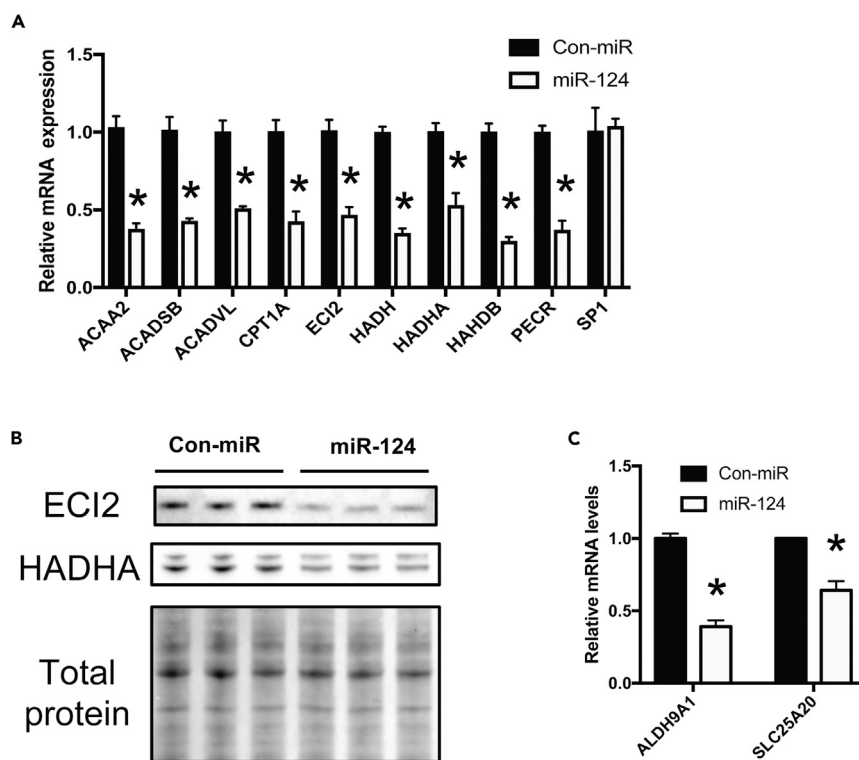 A
Relative mRNA expression
1.5
1.0
0.5
0.0
Con-miR
miR-124
*
*
*
*
*
*
*
*
*
ACAA2
ACADSB
ACADVL
CPT1A
ECI2
HADH
HADHA
HAHDB
PECR
SP1
B
Con-miR
miR-124
ECI2
HADHA
Total
protein
C
Relative mRNA levels
1.5
1.0
0.5
0.0
Con-miR
miR-124
*
*
ALDH9A1
SLC25A20